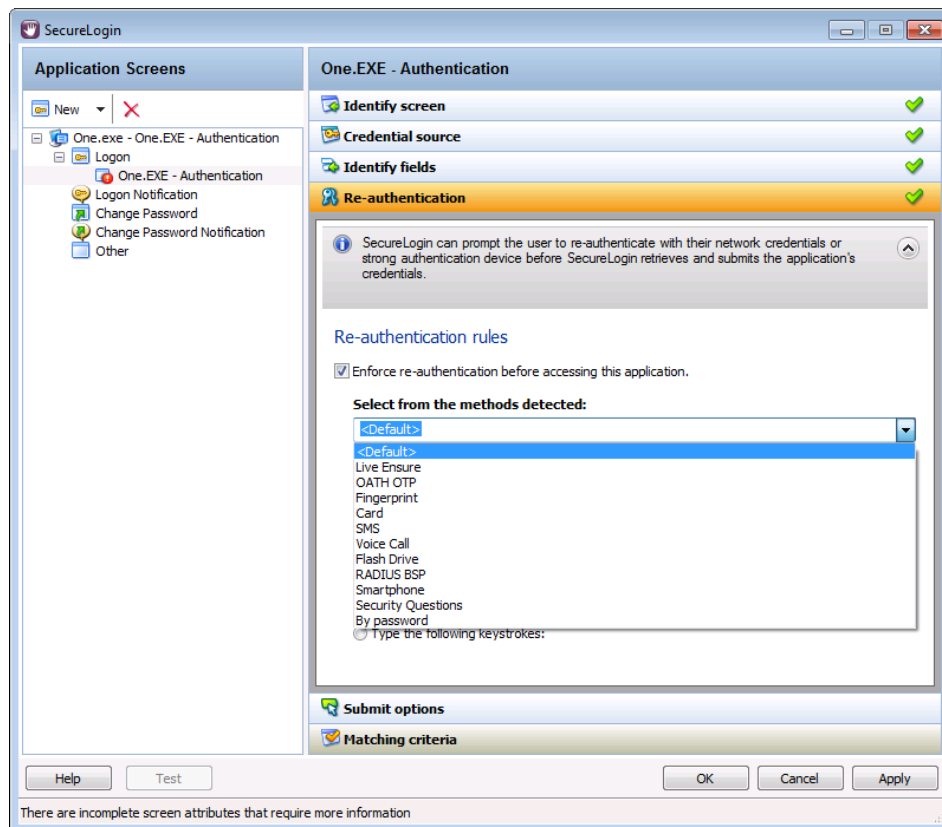 SecureLogin
Application Screens
New
One.exe - One.EXE - Authentication
Logon
One.EXE - Authentication
Logon Notification
Change Password
Change Password Notification
Other
One.EXE - Authentication
Identify screen
Credential source
Identify fields
Re-authentication
SecureLogin can prompt the user to re-authenticate with their network credentials or
strong authentication device before SecureLogin retrieves and submits the application's
credentials.
Re-authentication rules
Enforce re-authentication before accessing this application.
Select from the methods detected:
<Default>
<Default>
Live Ensure
OATH OTP
Fingerprint
Card
SMS
Voice Call
Flash Drive
RADIUS BSP
Smartphone
Security Questions
By password
Type the following keystrokes:
Submit options
Matching criteria
Help
Test
OK
Cancel
Apply
There are incomplete screen attributes that require more information